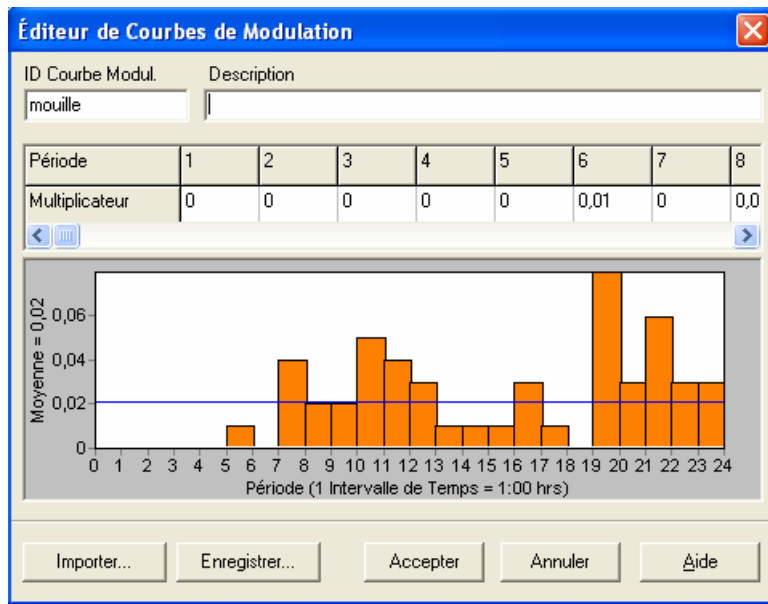 Éditeur de Courbes de Modulation
ID Courbe Modul. Description
mouille
Période 1 2 3 4 5 6 7 8
Multiplicateur 0 0 0 0 0 0,01 0 0,0
Moyenne = 0,02
0,06
0,04
0,02
0
0 1 2 3 4 5 6 7 8 9 10 11 12 13 14 15 16 17 18 19 20 21 22 23 24
Période (1 Intervalle de Temps = 1:00 hrs)
Importer... Enregistrer... Accepter Annuler Aide